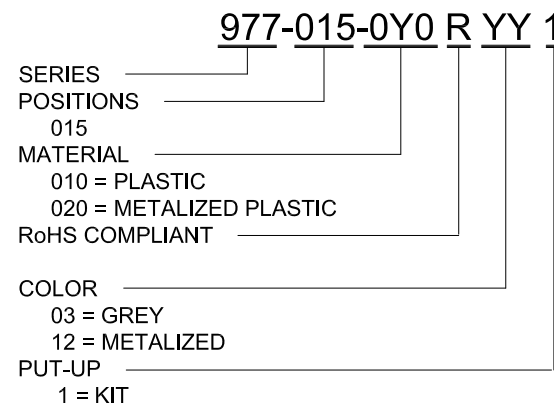 977-015-0Y0 R YY 1
SERIES
POSITIONS
015
MATERIAL
010 = PLASTIC
020 = METALIZED PLASTIC
RoHS COMPLIANT
COLOR
03 = GREY
12 = METALIZED
PUT-UP
1 = KIT